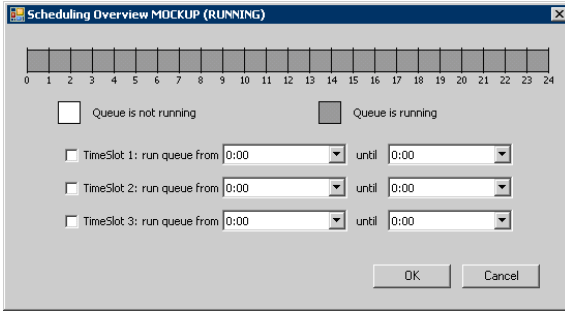 Scheduling Overview MOCKUP (RUNNING)
0 1 2 3 4 5 6 7 8 9 10 11 12 13 14 15 16 17 18 19 20 21 22 23 24
Queue is not running Queue is running
TimeSlot 1: run queue from 0:00 until 0:00
TimeSlot 2: run queue from 0:00 until 0:00
TimeSlot 3: run queue from 0:00 until 0:00
OK Cancel